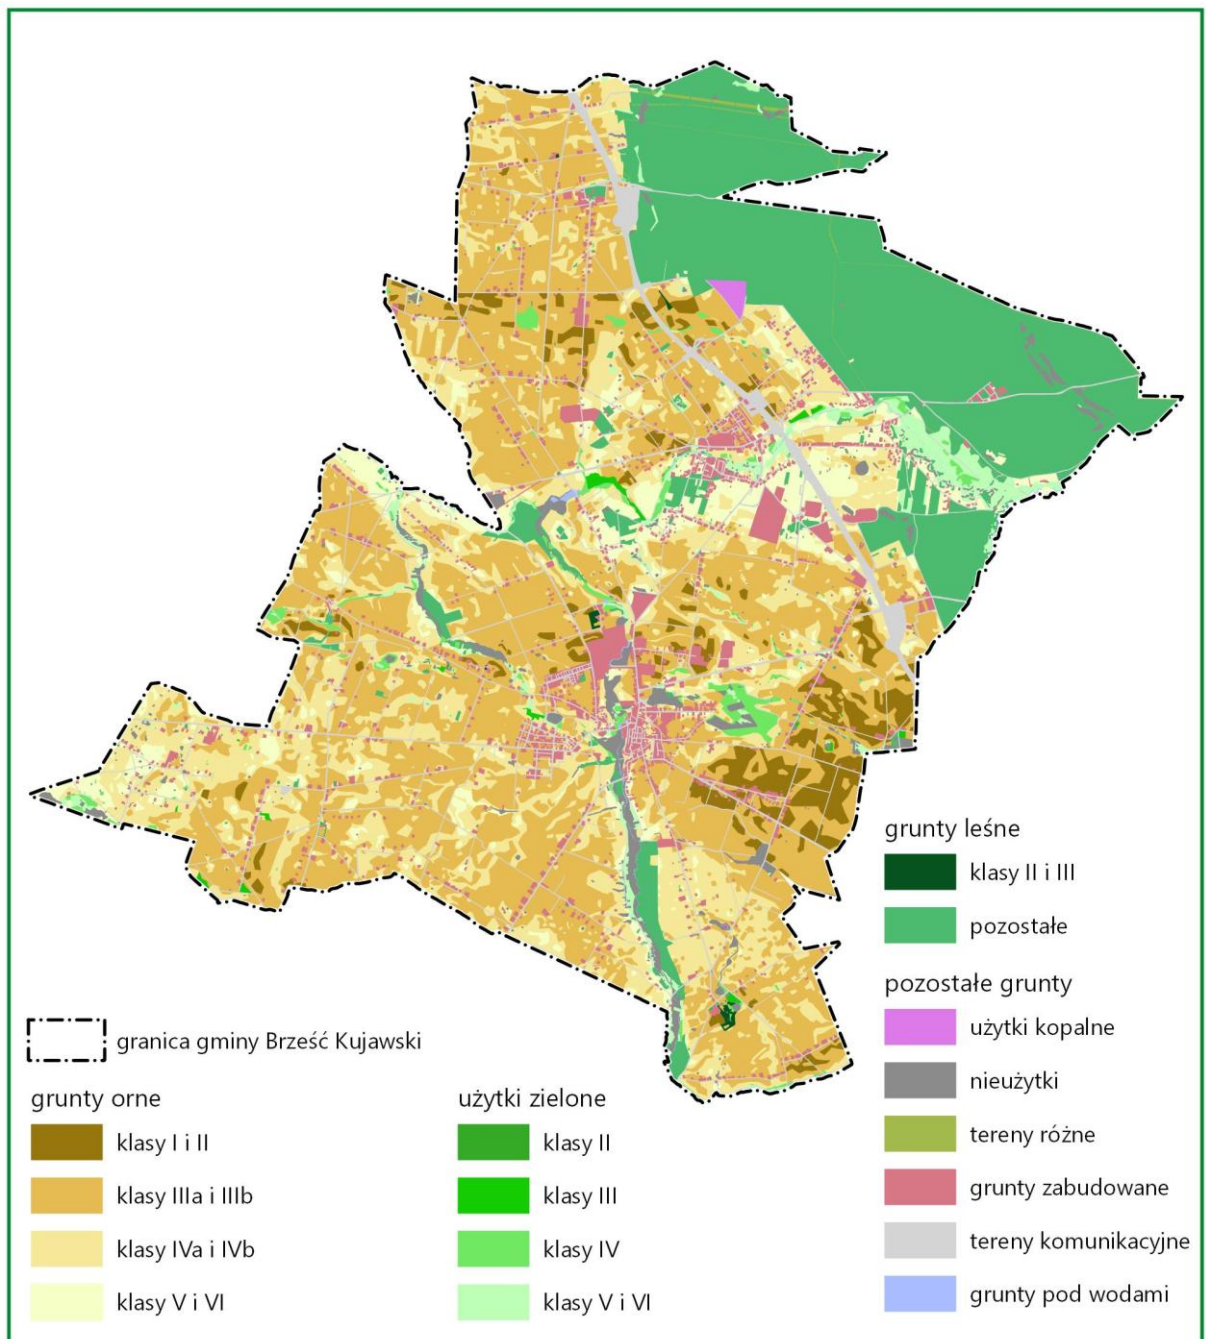 granica gminy Brześć Kujawski
grunty orne
klasy I i II
klasy IIIa i IIIb
klasy IVa i IVb
klasy V i VI
użytki zielone
klasy II
klasy III
klasy IV
klasy V i VI
grunty leśne
klasy II i III
pozostałe
pozostałe grunty
użytki kopalne
nieużytki
tereny różne
grunty zabudowane
tereny komunikacyjne
grunty pod wodami